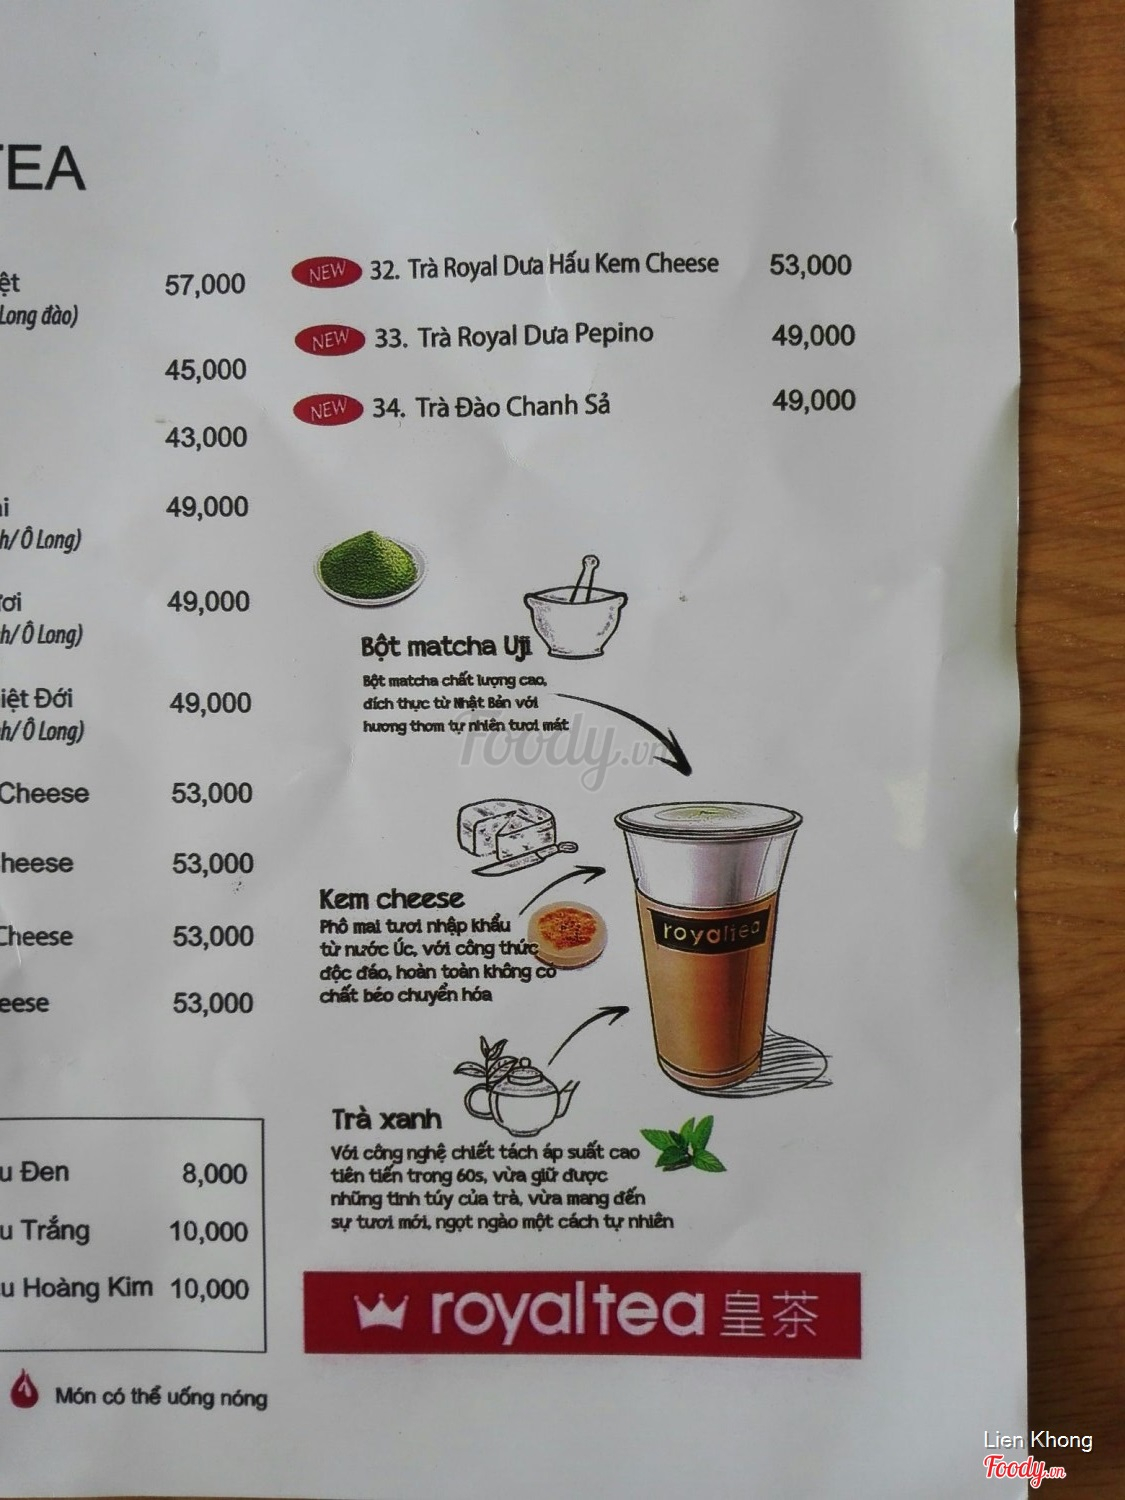 TEA
ệt 57,000
Long đào)
45,000
43,000
49,000
h/ Ô Long)
49,000
h/ Ô Long)
iệt Đới 49,000
h/ Ô Long)
Cheese 53,000
heese 53,000
Cheese 53,000
eese 53,000
u Đen 8,000
u Trắng 10,000
u Hoàng Kim 10,000
Món có thể uống nóng
NEW 32. Trà Royal Dưa Hấu Kem Cheese 53,000
NEW 33. Trà Royal Dưa Pepino 49,000
NEW 34. Trà Đào Chanh Sả 49,000
Bột matcha Uji
Bột matcha chất lượng cao,
đích thực từ Nhật Bản với
hương thơm tự nhiên tươi mát
Foody.vn
Kem cheese
Phô mai tươi nhập khẩu
từ nước Úc, với công thức
độc đáo, hoàn toàn không có
chất béo chuyển hóa
royaltea
Trà xanh
Với công nghệ chiết tách áp suất cao
tiên tiến trong 60s, vừa giữ được
những tinh túy của trà, vừa mang đến
sự tươi mới, ngọt ngào một cách tự nhiên
royaltea 皇茶
Lien Khong
Foody.vn